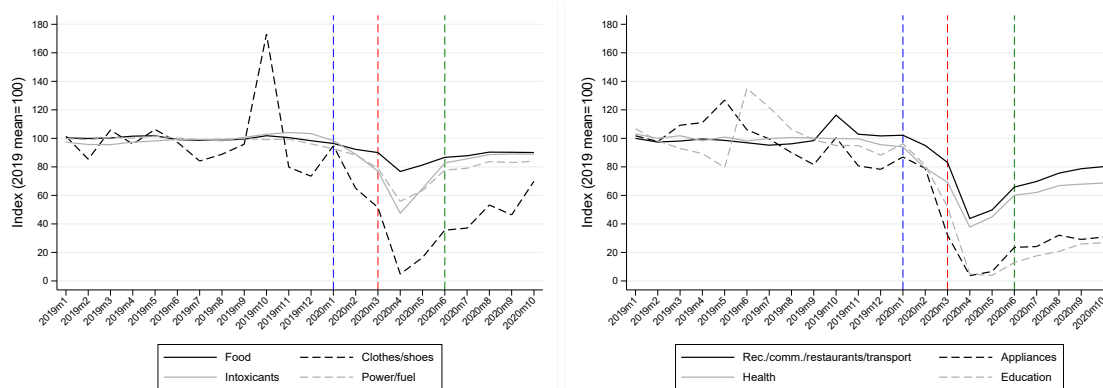 180
160
140
120
100
80
60
40
20
0
Index (2019 mean=100)
2019m1
2019m2
2019m3
2019m4
2019m5
2019m6
2019m7
2019m8
2019m9
2019m10
2019m11
2019m12
2020m1
2020m2
2020m3
2020m4
2020m5
2020m6
2020m7
2020m8
2020m9
2020m10
Food Clothes/shoes
Intoxicants Power/fuel
180
160
140
120
100
80
60
40
20
0
Index (2019 mean=100)
2019m1
2019m2
2019m3
2019m4
2019m5
2019m6
2019m7
2019m8
2019m9
2019m10
2019m11
2019m12
2020m1
2020m2
2020m3
2020m4
2020m5
2020m6
2020m7
2020m8
2020m9
2020m10
Rec./comm./restaurants/transport Appliances
Health Education